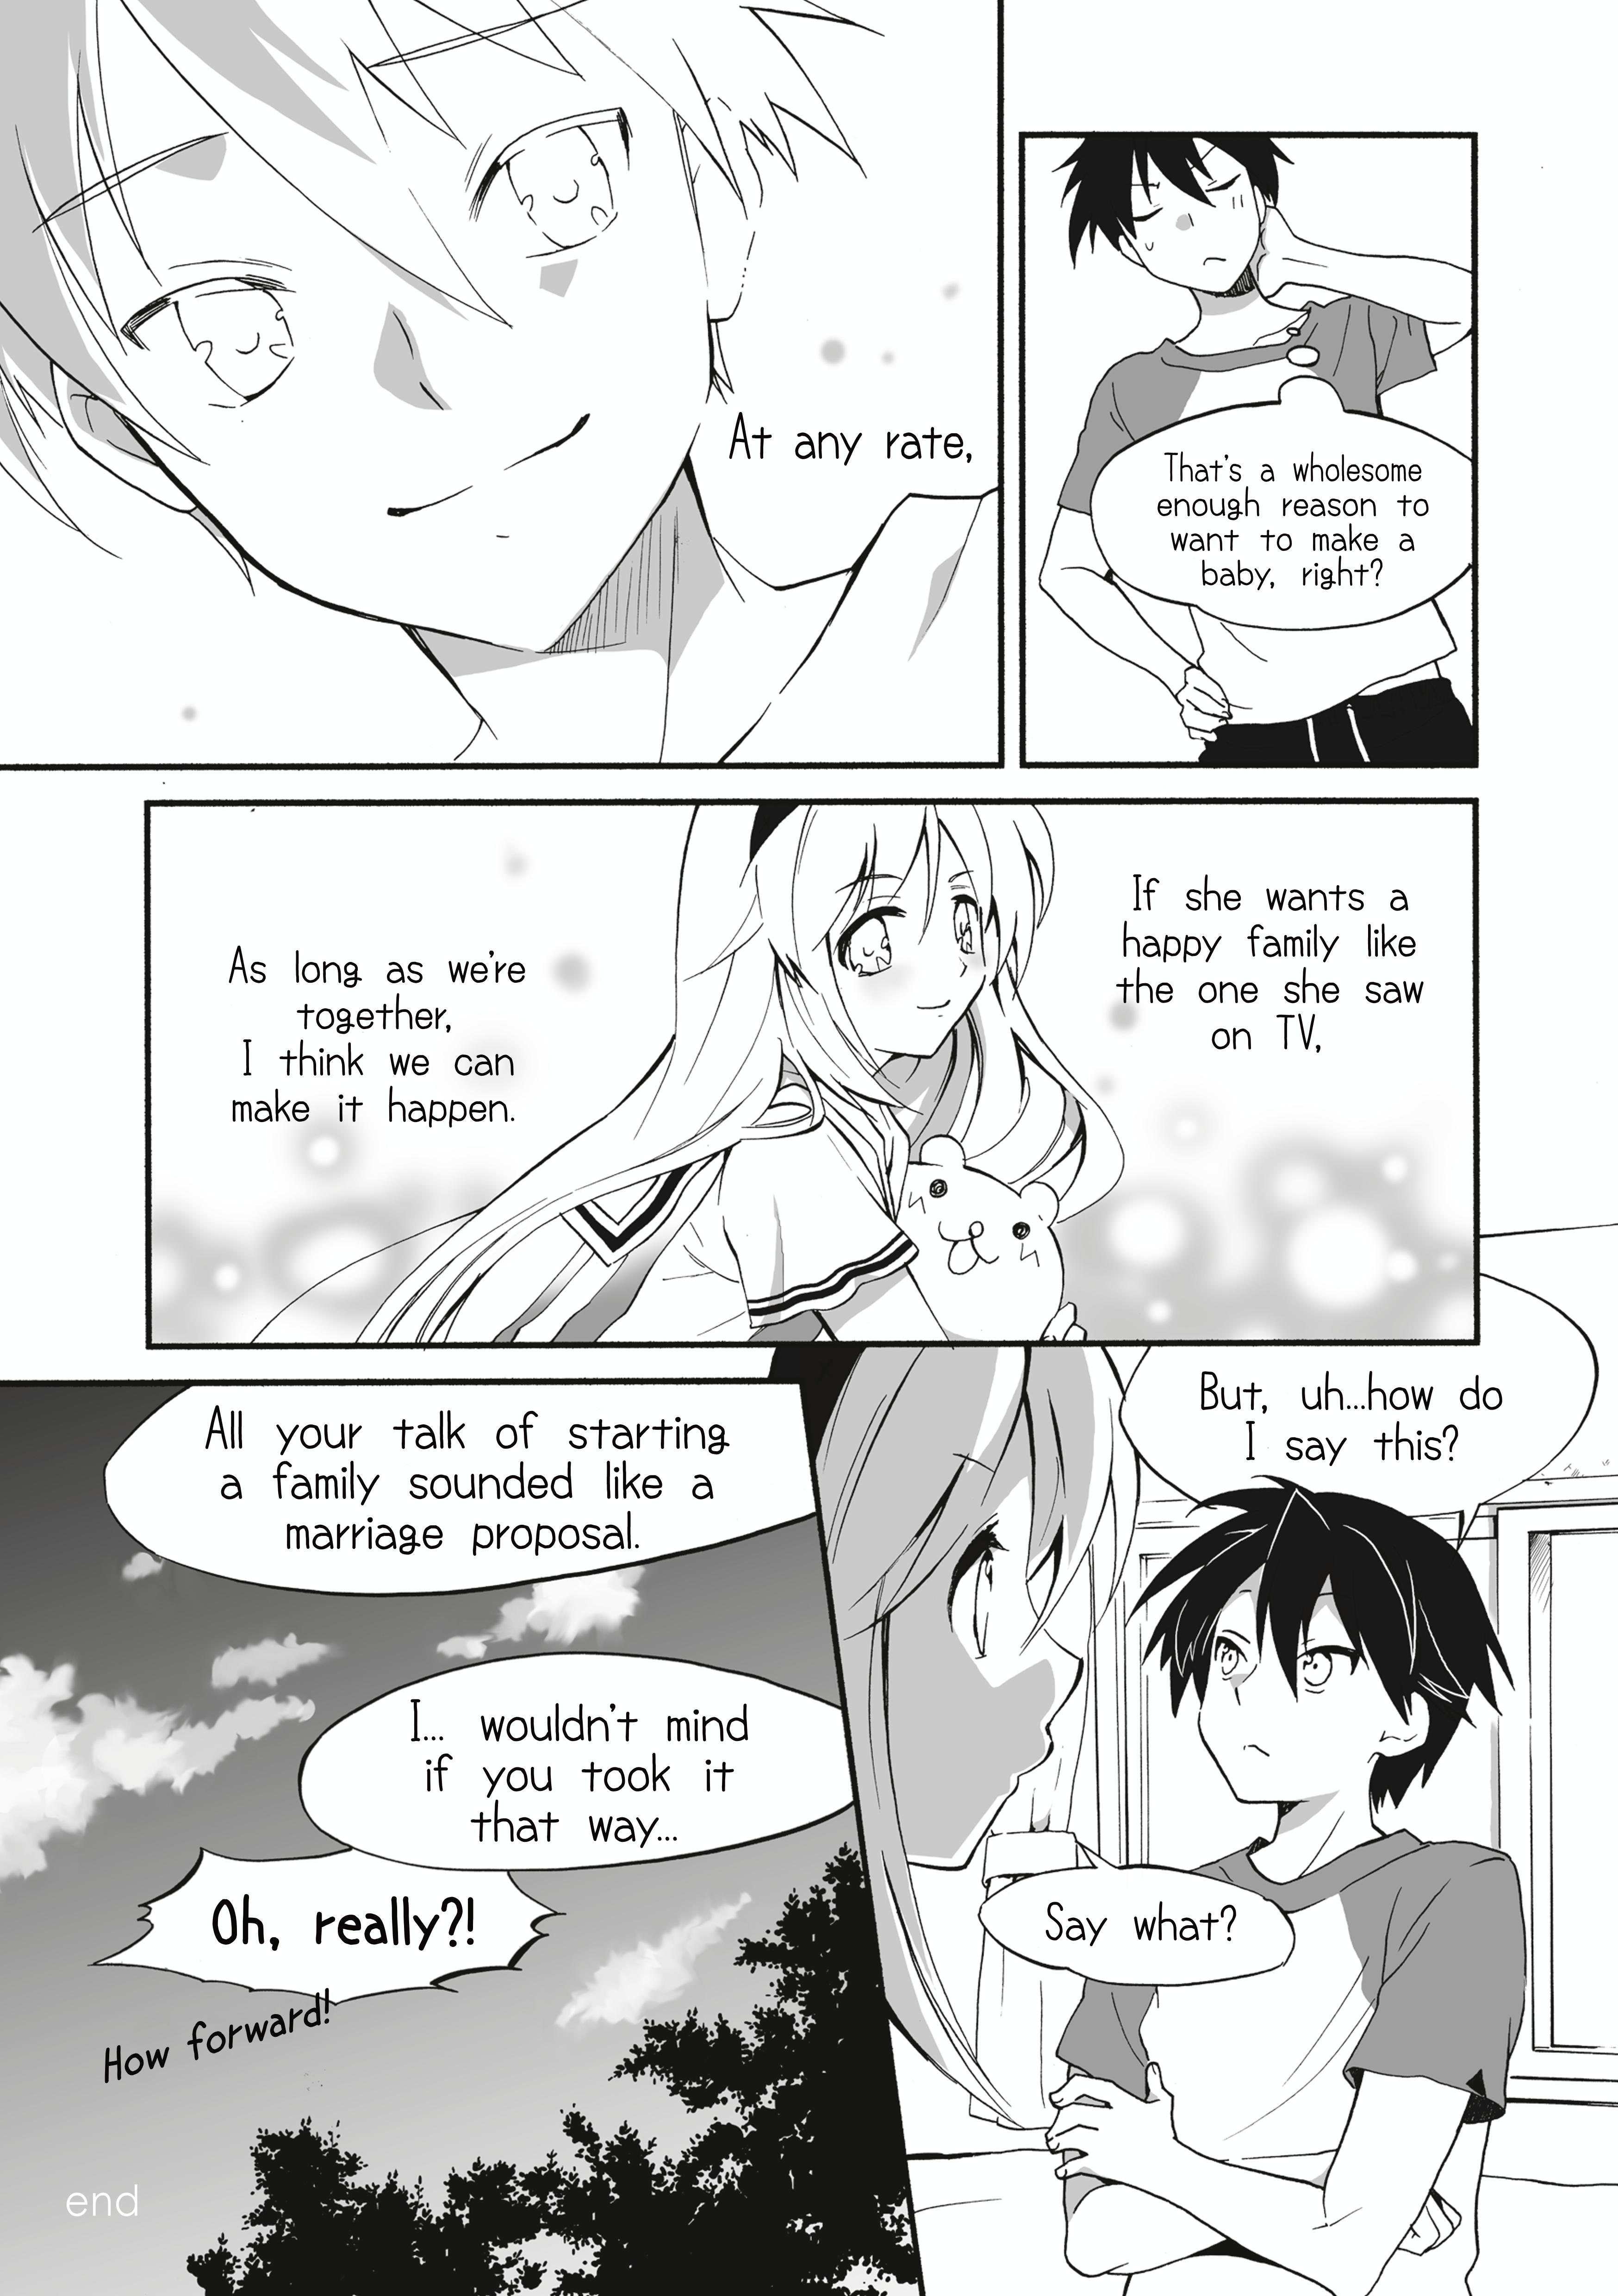 That's a wholesome
enough reason to
want to make a
baby, right?
At any rate,
If she wants a
happy family like
the one she saw
on TV,
As long as we're
together,
I think we can
make it happen.
But, uh...how do
I say this?
Say what?
All your talk of starting
a family sounded like a
marriage proposal.
I... wouldn't mind
if you took it
that way...
Oh, really?!
How forward!
end